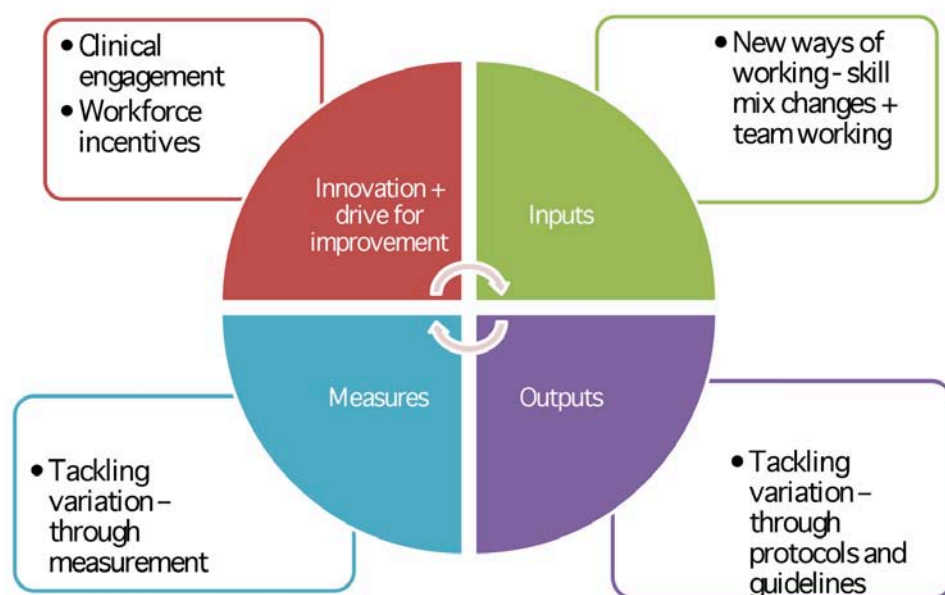 • Clinical
engagement
• Workforce
incentives
• New ways of
working - skill
mix changes +
team working
Innovation +
drive for
improvement
Inputs
Measures
Outputs
• Tackling
variation –
through
measurement
• Tackling
variation –
through
protocols and
guidelines